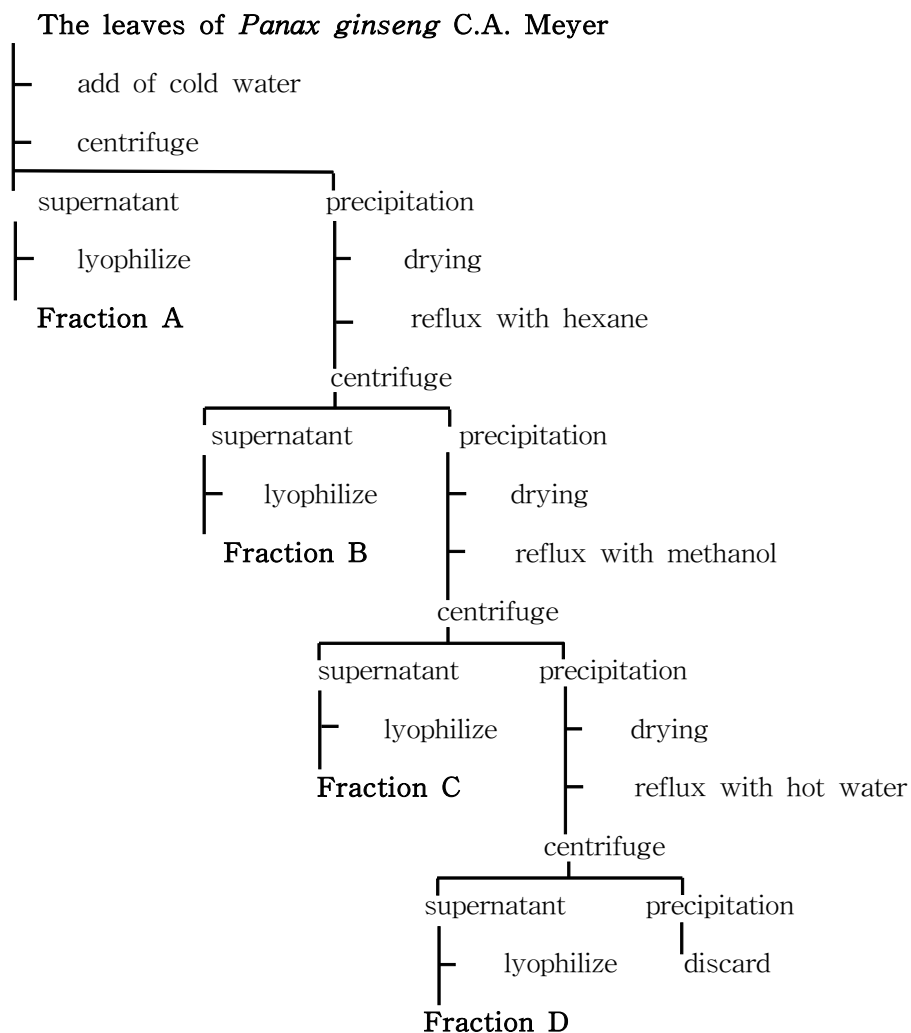 The leaves of Panax ginseng C.A. Meyer
add of cold water
centrifuge
supernatant precipitation
lyophilize drying
Fraction A reflux with hexane
centrifuge
supernatant precipitation
lyophilize drying
Fraction B reflux with methanol
centrifuge
supernatant precipitation
lyophilize drying
Fraction C reflux with hot water
centrifuge
supernatant precipitation
lyophilize discard
Fraction D